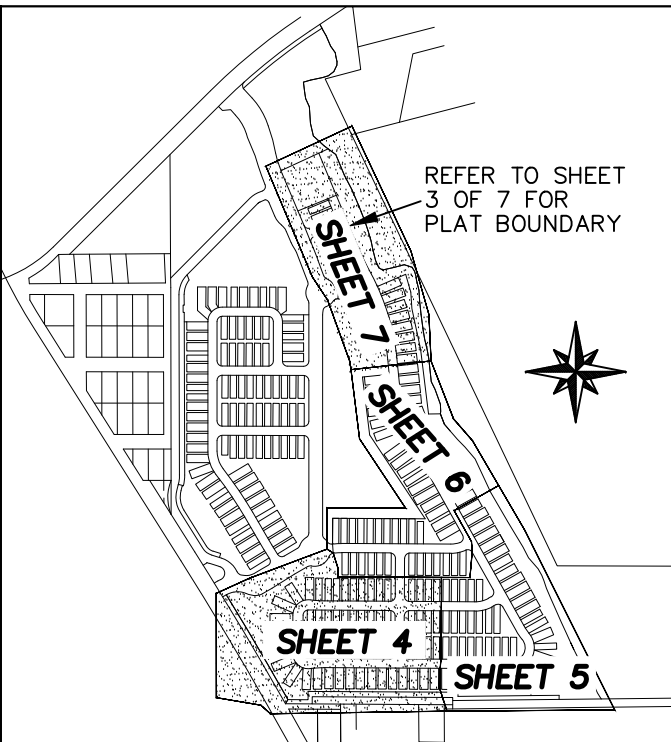 REFER TO SHEET
3 OF 7 FOR
PLAT BOUNDARY
SHEET 7
SHEET 6
SHEET 4
SHEET 5